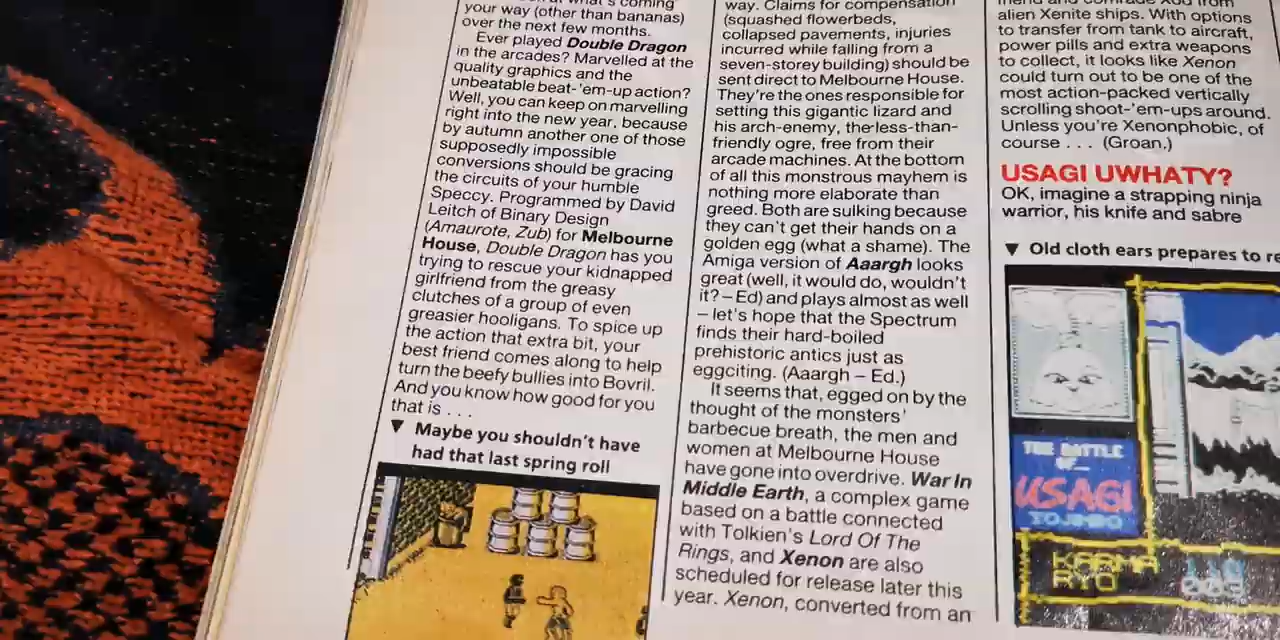 your way (other than bananas)
over the next few months.
Ever played Double Dragon
in the arcades? Marvelled at the
quality graphics and the
unbeatable beat-'em-up action?
Well, you can keep on marvelling
right into the new year, because
by autumn another one of those
supposedly impossible
conversions should be gracing
the circuits of your humble
Speccy. Programmed by David
Leitch of Binary Design
(Amaurote, Zub) for Melbourne
House, Double Dragon has you
trying to rescue your kidnapped
girlfriend from the greasy
clutches of a group of even
greasier hooligans. To spice up
the action that extra bit, your
best friend comes along to help
turn the beefy bullies into Bovril.
And you know how good for you
that is . . .
▼ Maybe you shouldn't have
had that last spring roll
way. Claims for compensation
(squashed flowerbeds,
collapsed pavements, injuries
incurred while falling from a
seven-storey building) should be
sent direct to Melbourne House.
They're the ones responsible for
setting this gigantic lizard and
his arch-enemy, the-less-than-
friendly ogre, free from their
arcade machines. At the bottom
of all this monstrous mayhem is
nothing more elaborate than
greed. Both are sulking because
they can't get their hands on a
golden egg (what a shame). The
Amiga version of Aaargh looks
great (well, it would do, wouldn't
it? – Ed) and plays almost as well
– let's hope that the Spectrum
finds their hard-boiled
prehistoric antics just as
eggciting. (Aaargh – Ed.)
It seems that, egged on by the
thought of the monsters'
barbecue breath, the men and
women at Melbourne House
have gone into overdrive. War In
Middle Earth, a complex game
based on a battle connected
with Tolkien's Lord Of The
Rings, and Xenon are also
scheduled for release later this
year. Xenon, converted from an
alien Xenite ships. With options
to transfer from tank to aircraft,
power pills and extra weapons
to collect, it looks like Xenon
could turn out to be one of the
most action-packed vertically
scrolling shoot-'em-ups around.
Unless you're Xenonphobic, of
course . . . (Groan.)
USAGI UWHATY?
OK, imagine a strapping ninja
warrior, his knife and sabre
▼ Old cloth ears prepares to
THE BATTLE
OF
USAGI
YOJIMBO
KARMA
RYO